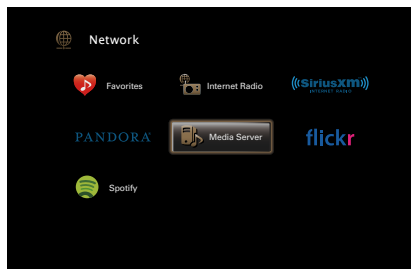 Network
Favorites
Internet Radio
((SiriusXM))
INTERNET RADIO
PANDORA
Media Server
flickr
Spotify